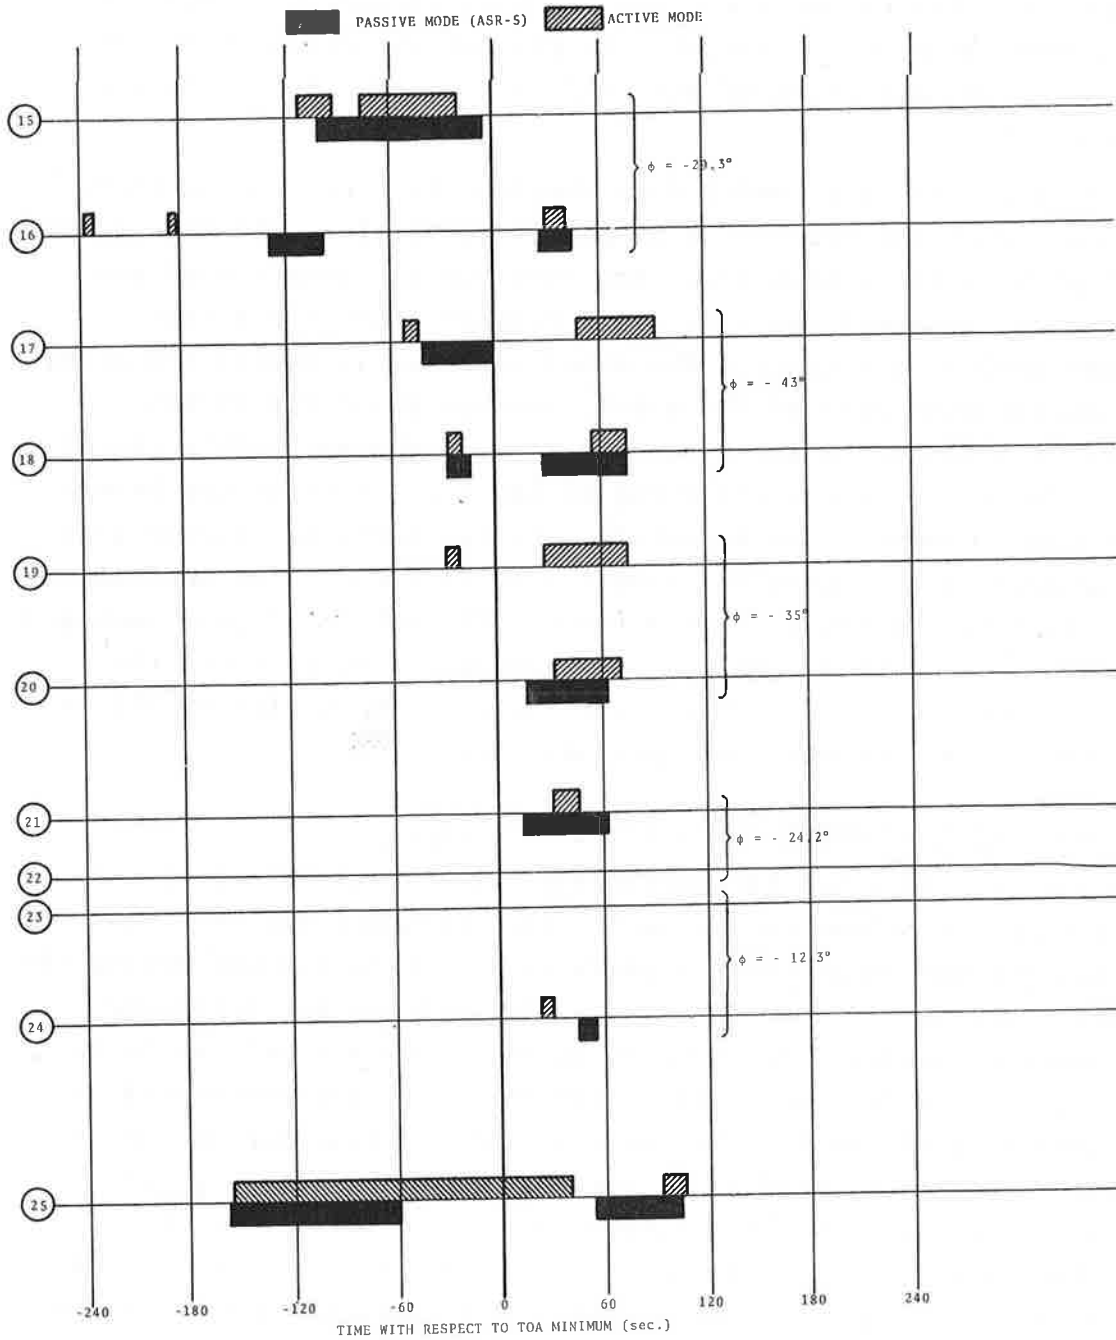 PASSIVE MODE (ASR-S) ACTIVE MODE
15
φ = -29.3°
16
17
φ = - 43°
18
19
φ = - 35°
20
21
φ = - 24.2°
22
23
φ = - 12.3°
24
25
-240 -180 -120 -60 0 60 120 180 240
TIME WITH RESPECT TO TOA MINIMUM (sec.)